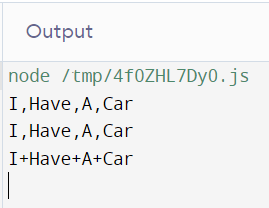 Output
node /tmp/4fOZHL7Dy0.js
I,Have,A,Car
I,Have,A,Car
I+Have+A+Car